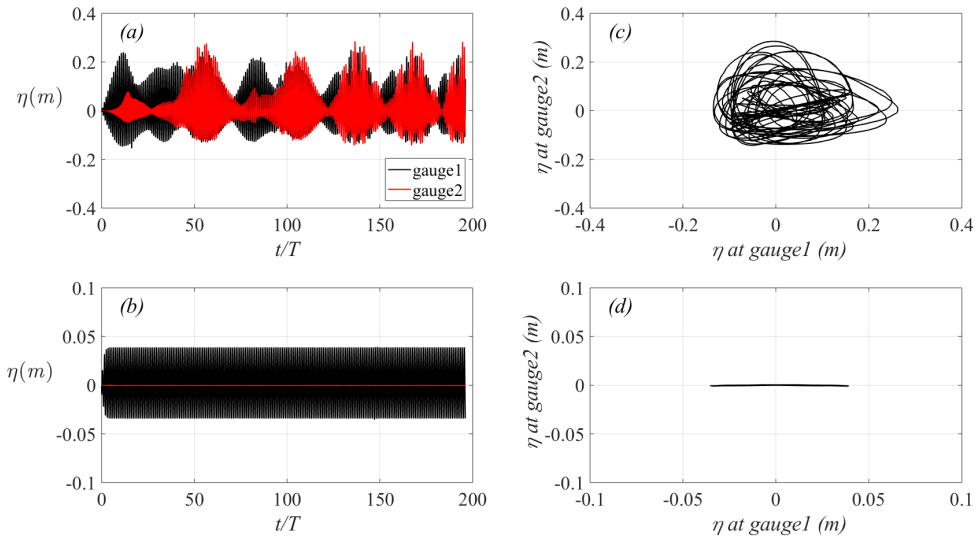 (a)
0.4
0.2
0
-0.2
-0.4
η(m)
gauge1
gauge2
0 50 100 150 200
t/T
(c)
0.4
0.2
0
-0.2
-0.4
η at gauge2 (m)
-0.4 -0.2 0 0.2 0.4
η at gauge1 (m)
(b)
0.1
0.05
0
-0.05
-0.1
η(m)
0 50 100 150 200
t/T
(d)
0.1
0.05
0
-0.05
-0.1
η at gauge2 (m)
-0.1 -0.05 0 0.05 0.1
η at gauge1 (m)